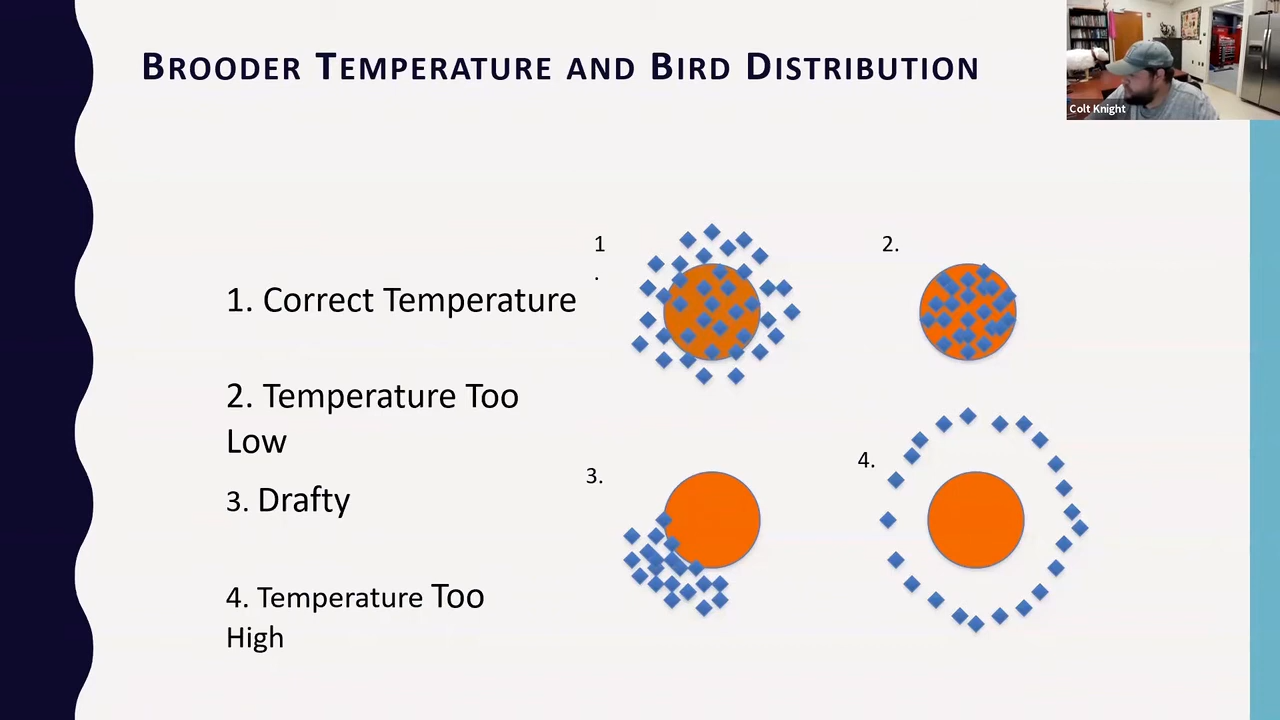 BROODER TEMPERATURE AND BIRD DISTRIBUTION
Colt Knight
1. Correct Temperature
2. Temperature Too
Low
3. Drafty
4. Temperature Too
High
1
.
2.
3.
4.